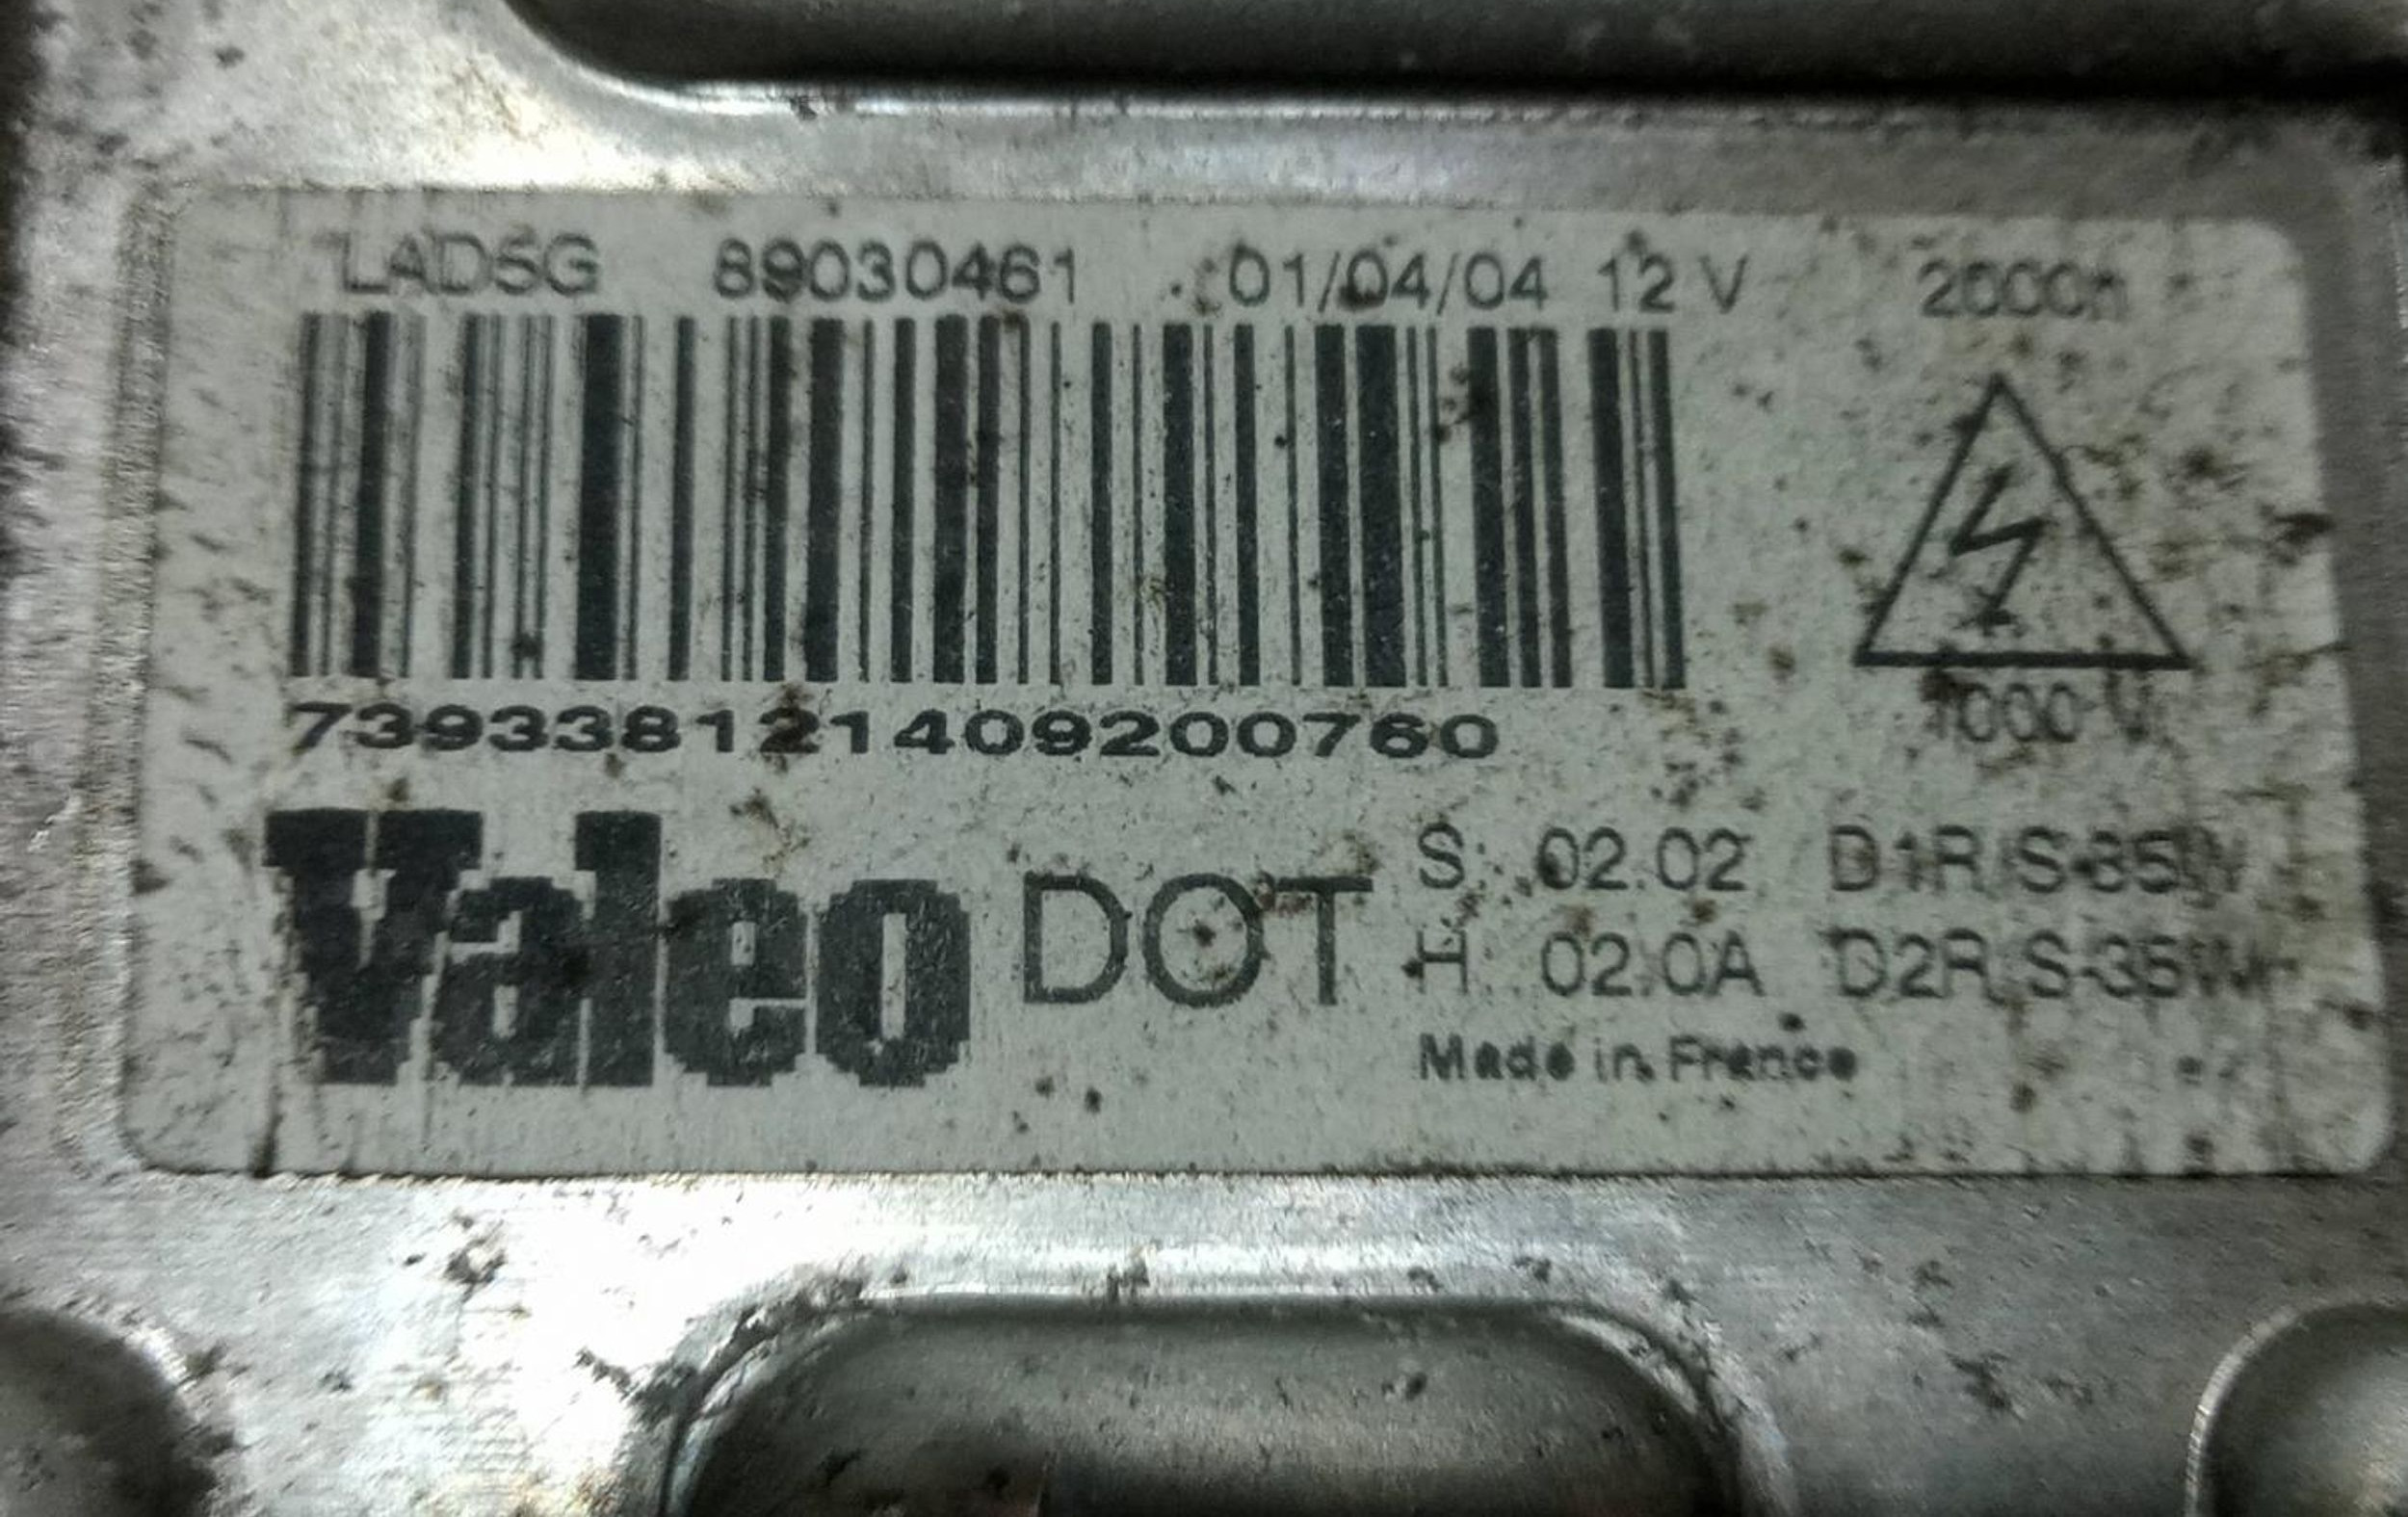 LAD5G 89030461 01/04/04 12 V 2000h
739338121409200760
1000 V
Valeo DOT
S. 02.02 D1R/S-35W
H. 02.0A D2R/S-35W
Made in France